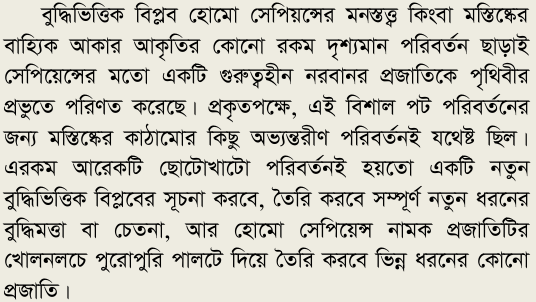 বুদ্ধিভিত্তিক বিপ্লব হোমো সেপিয়ন্সের মনস্তত্ত্ব কিংবা মস্তিষ্কের
বাহ্যিক আকার আকৃতির কোনো রকম দৃশ্যমান পরিবর্তন ছাড়াই
সেপিয়েন্সের মতো একটি গুরুত্বহীন নরবানর প্রজাতিকে পৃথিবীর
প্রভুতে পরিণত করেছে। প্রকৃতপক্ষে, এই বিশাল পট পরিবর্তনের
জন্য মস্তিষ্কের কাঠামোর কিছু অভ্যন্তরীণ পরিবর্তনই যথেষ্ট ছিল।
এরকম আরেকটি ছোটোখাটো পরিবর্তনই হয়তো একটি নতুন
বুদ্ধিভিত্তিক বিপ্লবের সূচনা করবে, তৈরি করবে সম্পূর্ণ নতুন ধরনের
বুদ্ধিমত্তা বা চেতনা, আর হোমো সেপিয়েন্স নামক প্রজাতিটির
খোলনলচে পুরোপুরি পালটে দিয়ে তৈরি করবে ভিন্ন ধরনের কোনো
প্রজাতি।